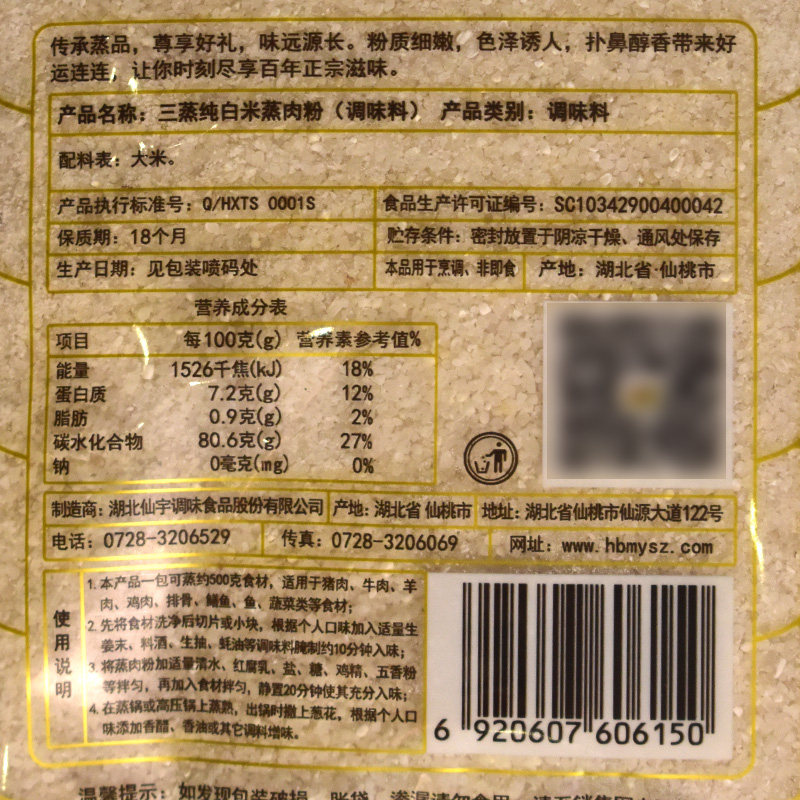 传承蒸品，尊享好礼，味远源长。粉质细嫩，色泽诱人，扑鼻醇香带来好
运连连，让你时刻尽享百年正宗滋味。
产品名称：三蒸纯白米蒸肉粉（调味料） 产品类别：调味料
配料表：大米。
产品执行标准号：Q/HXTS 0001S
食品生产许可证编号：SC10342900400042
保质期：18个月
贮存条件：密封放置于阴凉干燥、通风处保存
生产日期：见包装喷码处
本品用于烹调、非即食
产地：湖北省·仙桃市
营养成分表
项目 每100克(g) 营养素参考值%
能量 1526千焦(kJ) 18%
蛋白质 7.2克(g) 12%
脂肪 0.9克(g) 2%
碳水化合物 80.6克(g) 27%
钠 0毫克(mg) 0%
制造商：湖北仙宇调味食品股份有限公司 产地：湖北省 仙桃市 地址：湖北省仙桃市仙源大道122号
电话：0728-3206529 传真：0728-3206069 网址：www.hbmysz.com
使用说明
1.本产品一包可蒸约500克食材，适用于猪肉、牛肉、羊
肉、鸡肉、排骨、鳝鱼、鱼、蔬菜类等食材；
2.先将食材洗净后切片或小块，根据个人口味加入适量生
姜末、料酒、生抽、蚝油等调味料腌制约10分钟入味；
3.将蒸肉粉加适量清水、红腐乳、盐、糖、鸡精、五香粉
等拌匀，再加入食材拌匀，静置20分钟使其充分入味；
4.在蒸锅或高压锅上蒸熟，出锅时撒上葱花，根据个人口
味添加香醋、香油或其它调料增味。
6 920607 606150
温馨提示：如发现包装破损、胀袋、渗漏请勿食用